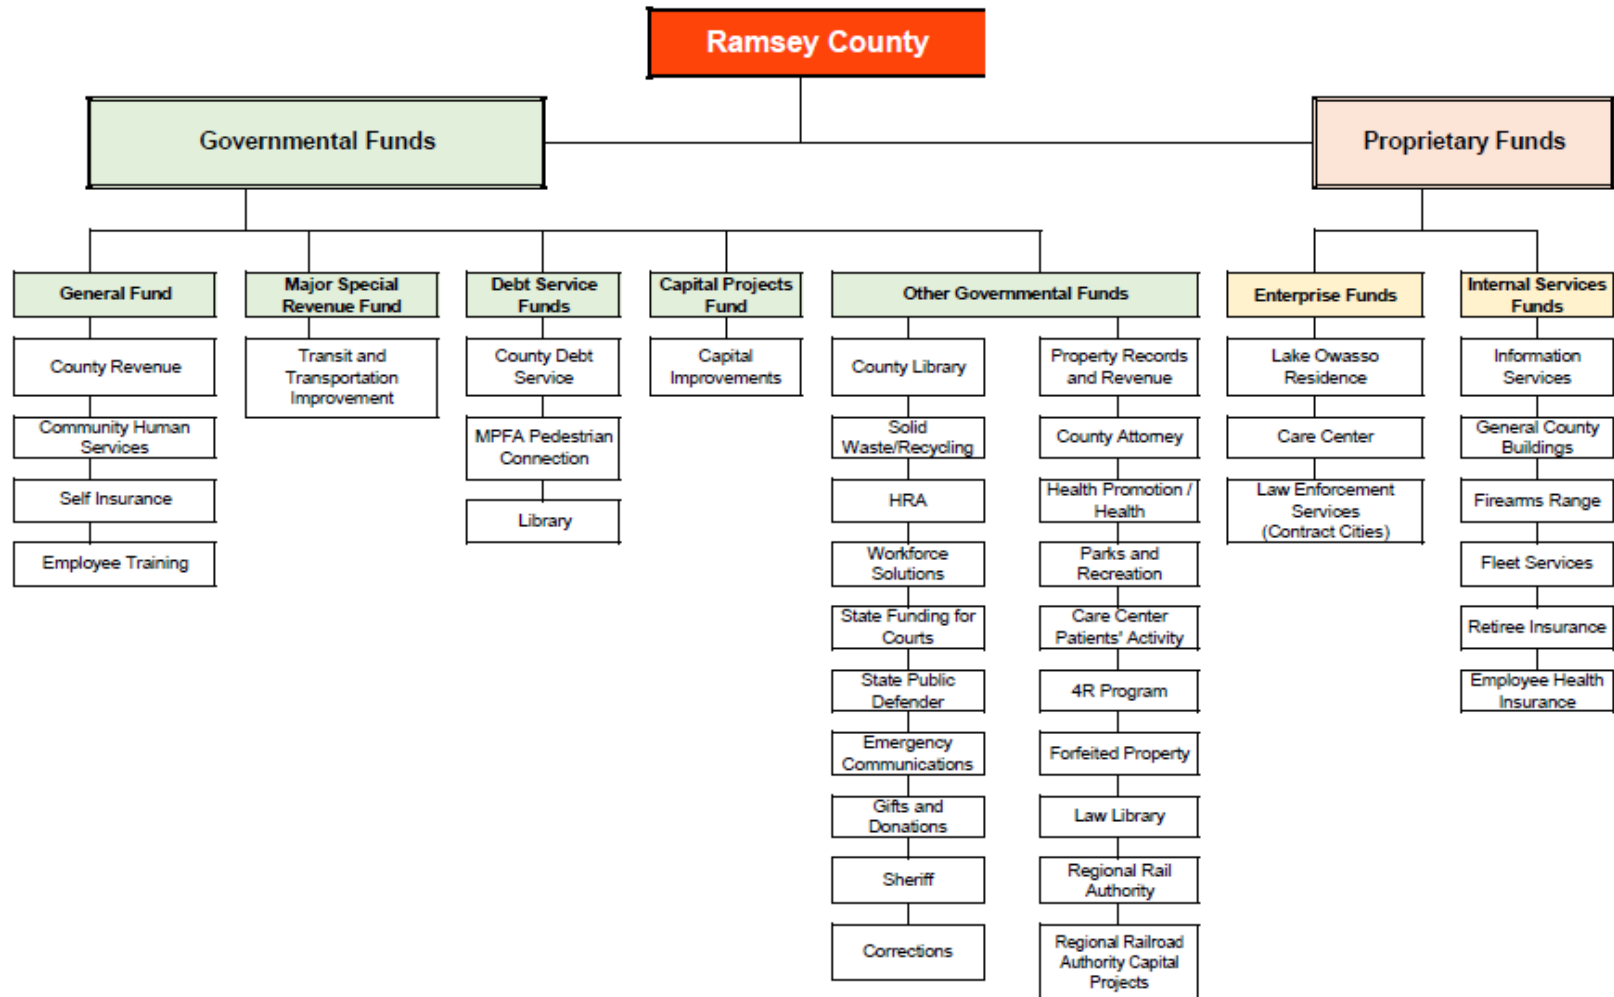 Ramsey County
Governmental Funds
Proprietary Funds
General Fund
County Revenue
Community Human
Services
Self Insurance
Employee Training
Major Special
Revenue Fund
Transit and
Transportation
Improvement
Debt Service
Funds
County Debt
Service
MPFA Pedestrian
Connection
Library
Capital Projects
Fund
Capital
Improvements
Other Governmental Funds
County Library
Solid
Waste/Recycling
HRA
Workforce
Solutions
State Funding for
Courts
State Public
Defender
Emergency
Communications
Gifts and
Donations
Sheriff
Corrections
Property Records
and Revenue
County Attorney
Health Promotion /
Health
Parks and
Recreation
Care Center
Patients' Activity
4R Program
Forfeited Property
Law Library
Regional Rail
Authority
Regional Railroad
Authority Capital
Projects
Enterprise Funds
Lake Owasso
Residence
Care Center
Law Enforcement
Services
(Contract Cities)
Internal Services
Funds
Information
Services
General County
Buildings
Firearms Range
Fleet Services
Retiree Insurance
Employee Health
Insurance